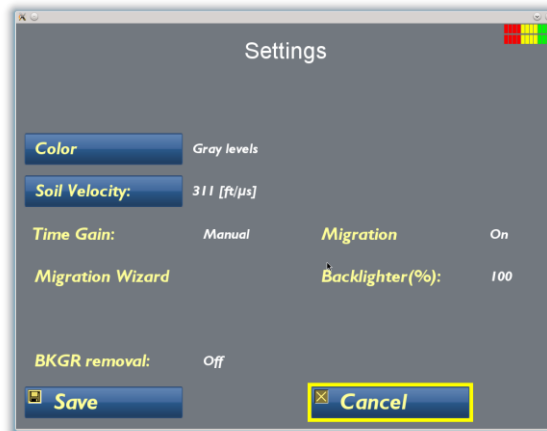 Settings
Color Gray levels
Soil Velocity: 311 [ft/µs]
Time Gain: Manual Migration On
Migration Wizard Backlighter(%): 100
BKGR removal: Off
Save Cancel